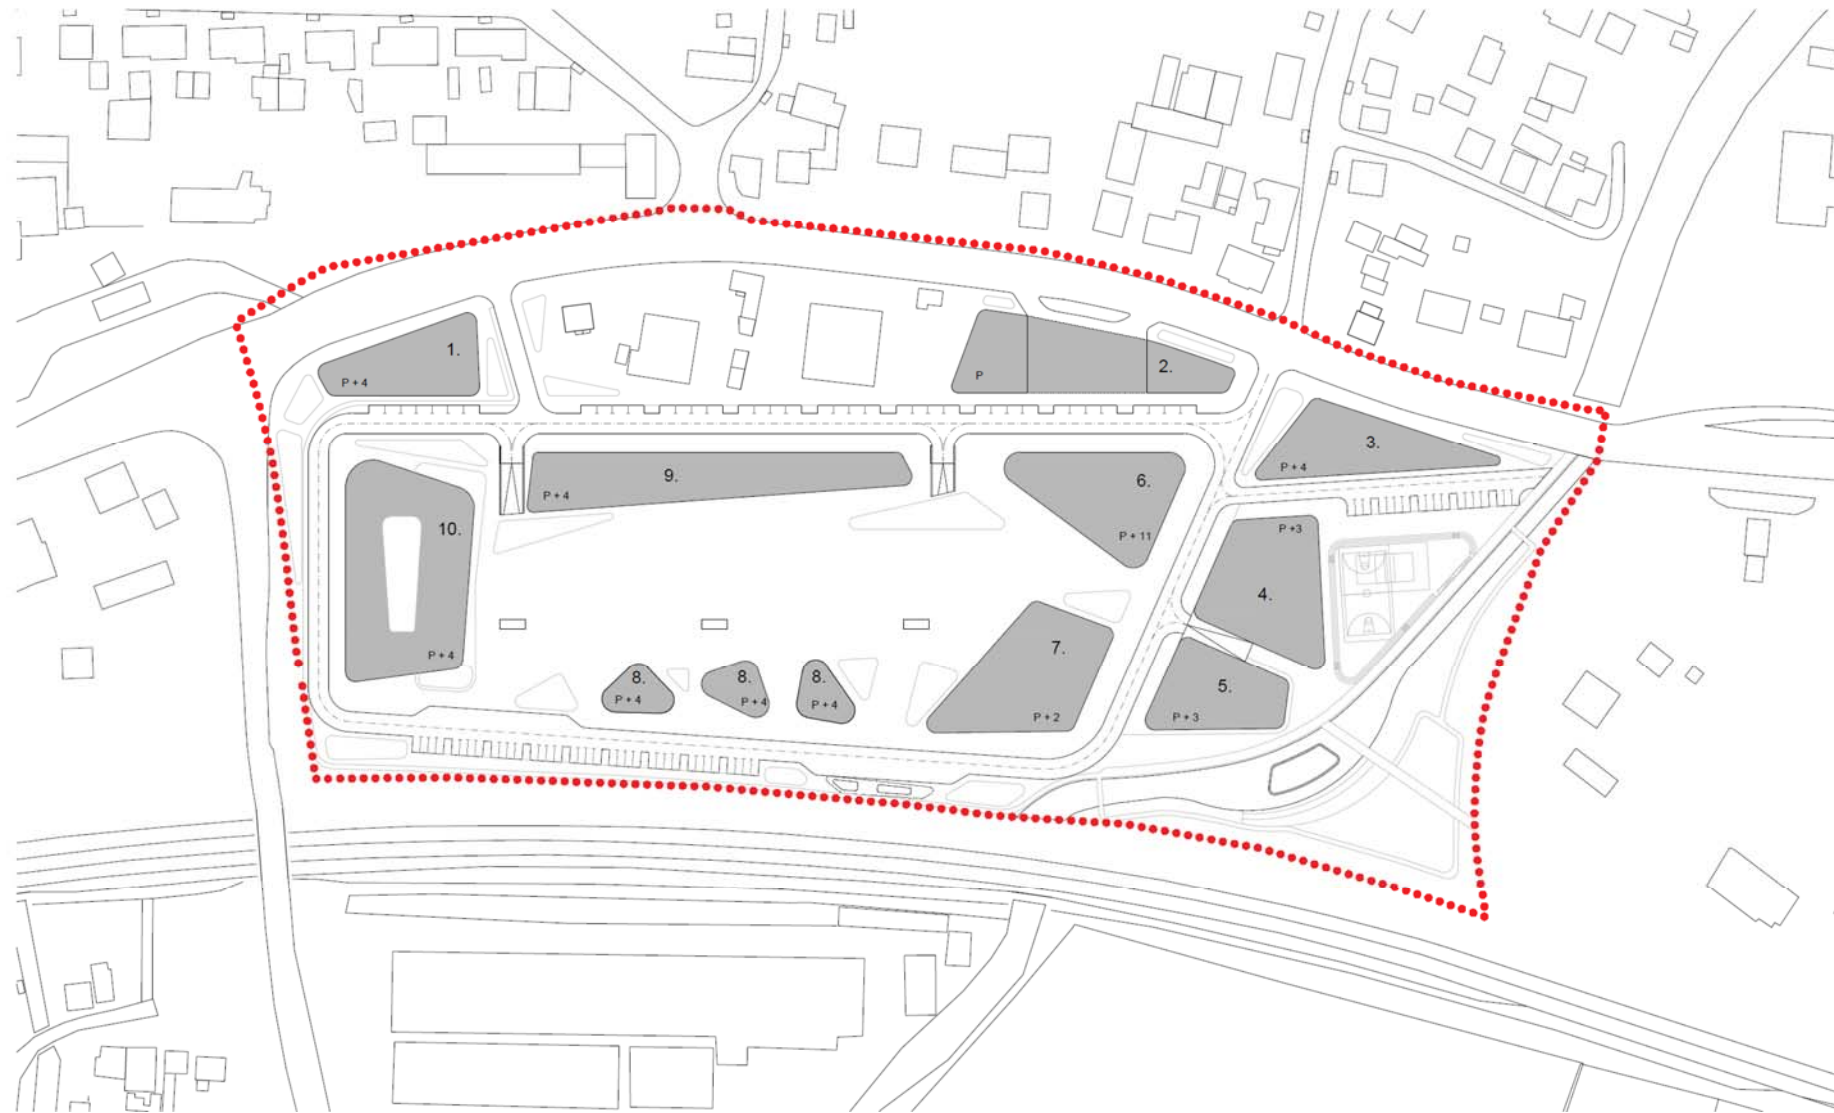 1.
P + 4
2.
P
3.
P + 4
9.
P + 4
6.
P + 11
10.
P + 4
P +3
4.
7.
P + 2
5.
P + 3
8.
P + 4
8.
P + 4
8.
P + 4